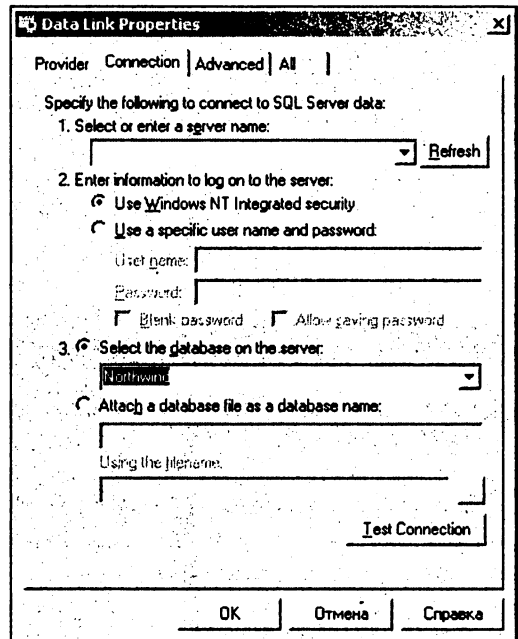 Data Link Properties
Provider Connection Advanced All
Specify the following to connect to SQL Server data:
1. Select or enter a server name:
Refresh
2. Enter information to log on to the server:
Use Windows NT Integrated security
Use a specific user name and password:
User name:
Password:
Blank password Allow saving password
3. Select the database on the server:
Northwind
Attach a database file as a database name:
Using the filename:
Test Connection
OK Отмена Справка